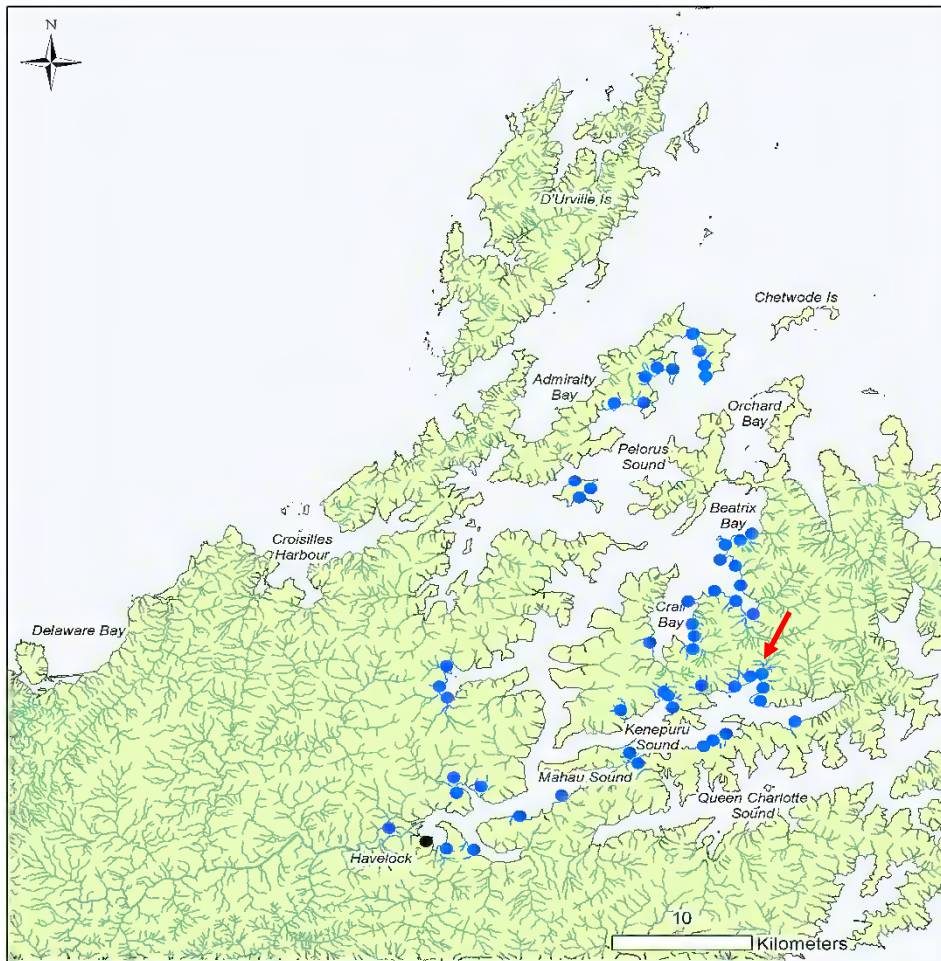 N
D'Urville Is
Chetwode Is
Admiralty
Bay
Orchard
Bay
Pelorus
Sound
Beatrix
Bay
Croisilles
Harbour
Crail
Bay
Delaware Bay
Kenepuru
Sound
Mahau Sound
Queen Charlotte
Sound
Havelock
10
Kilometers